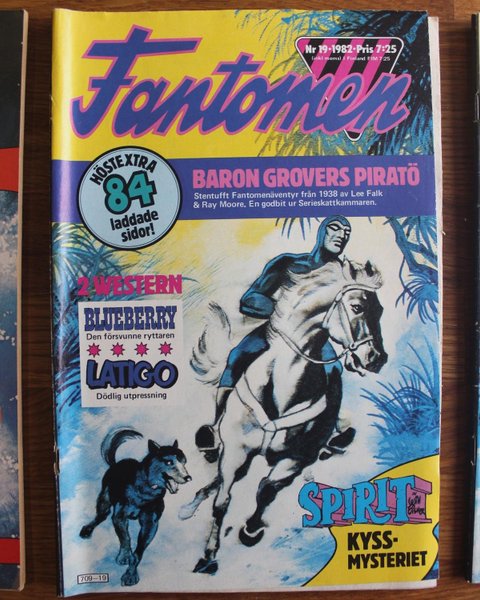 Nr 19·1982·Pris 7:25
(inkl moms) I Finland FIM 7:25
Fantomen
HÖSTEXTRA
84
laddade
sidor!
BARON GROVERS PIRATÖ
Stentufft Fantomenäventyr från 1938 av Lee Falk
& Ray Moore, En godbit ur Serieskattkammaren.
2 WESTERN
BLUEBERRY
Den försvunne ryttaren
LATIGO
Dödlig utpressning
SPIRIT
KYSS-
MYSTERIET
709-19